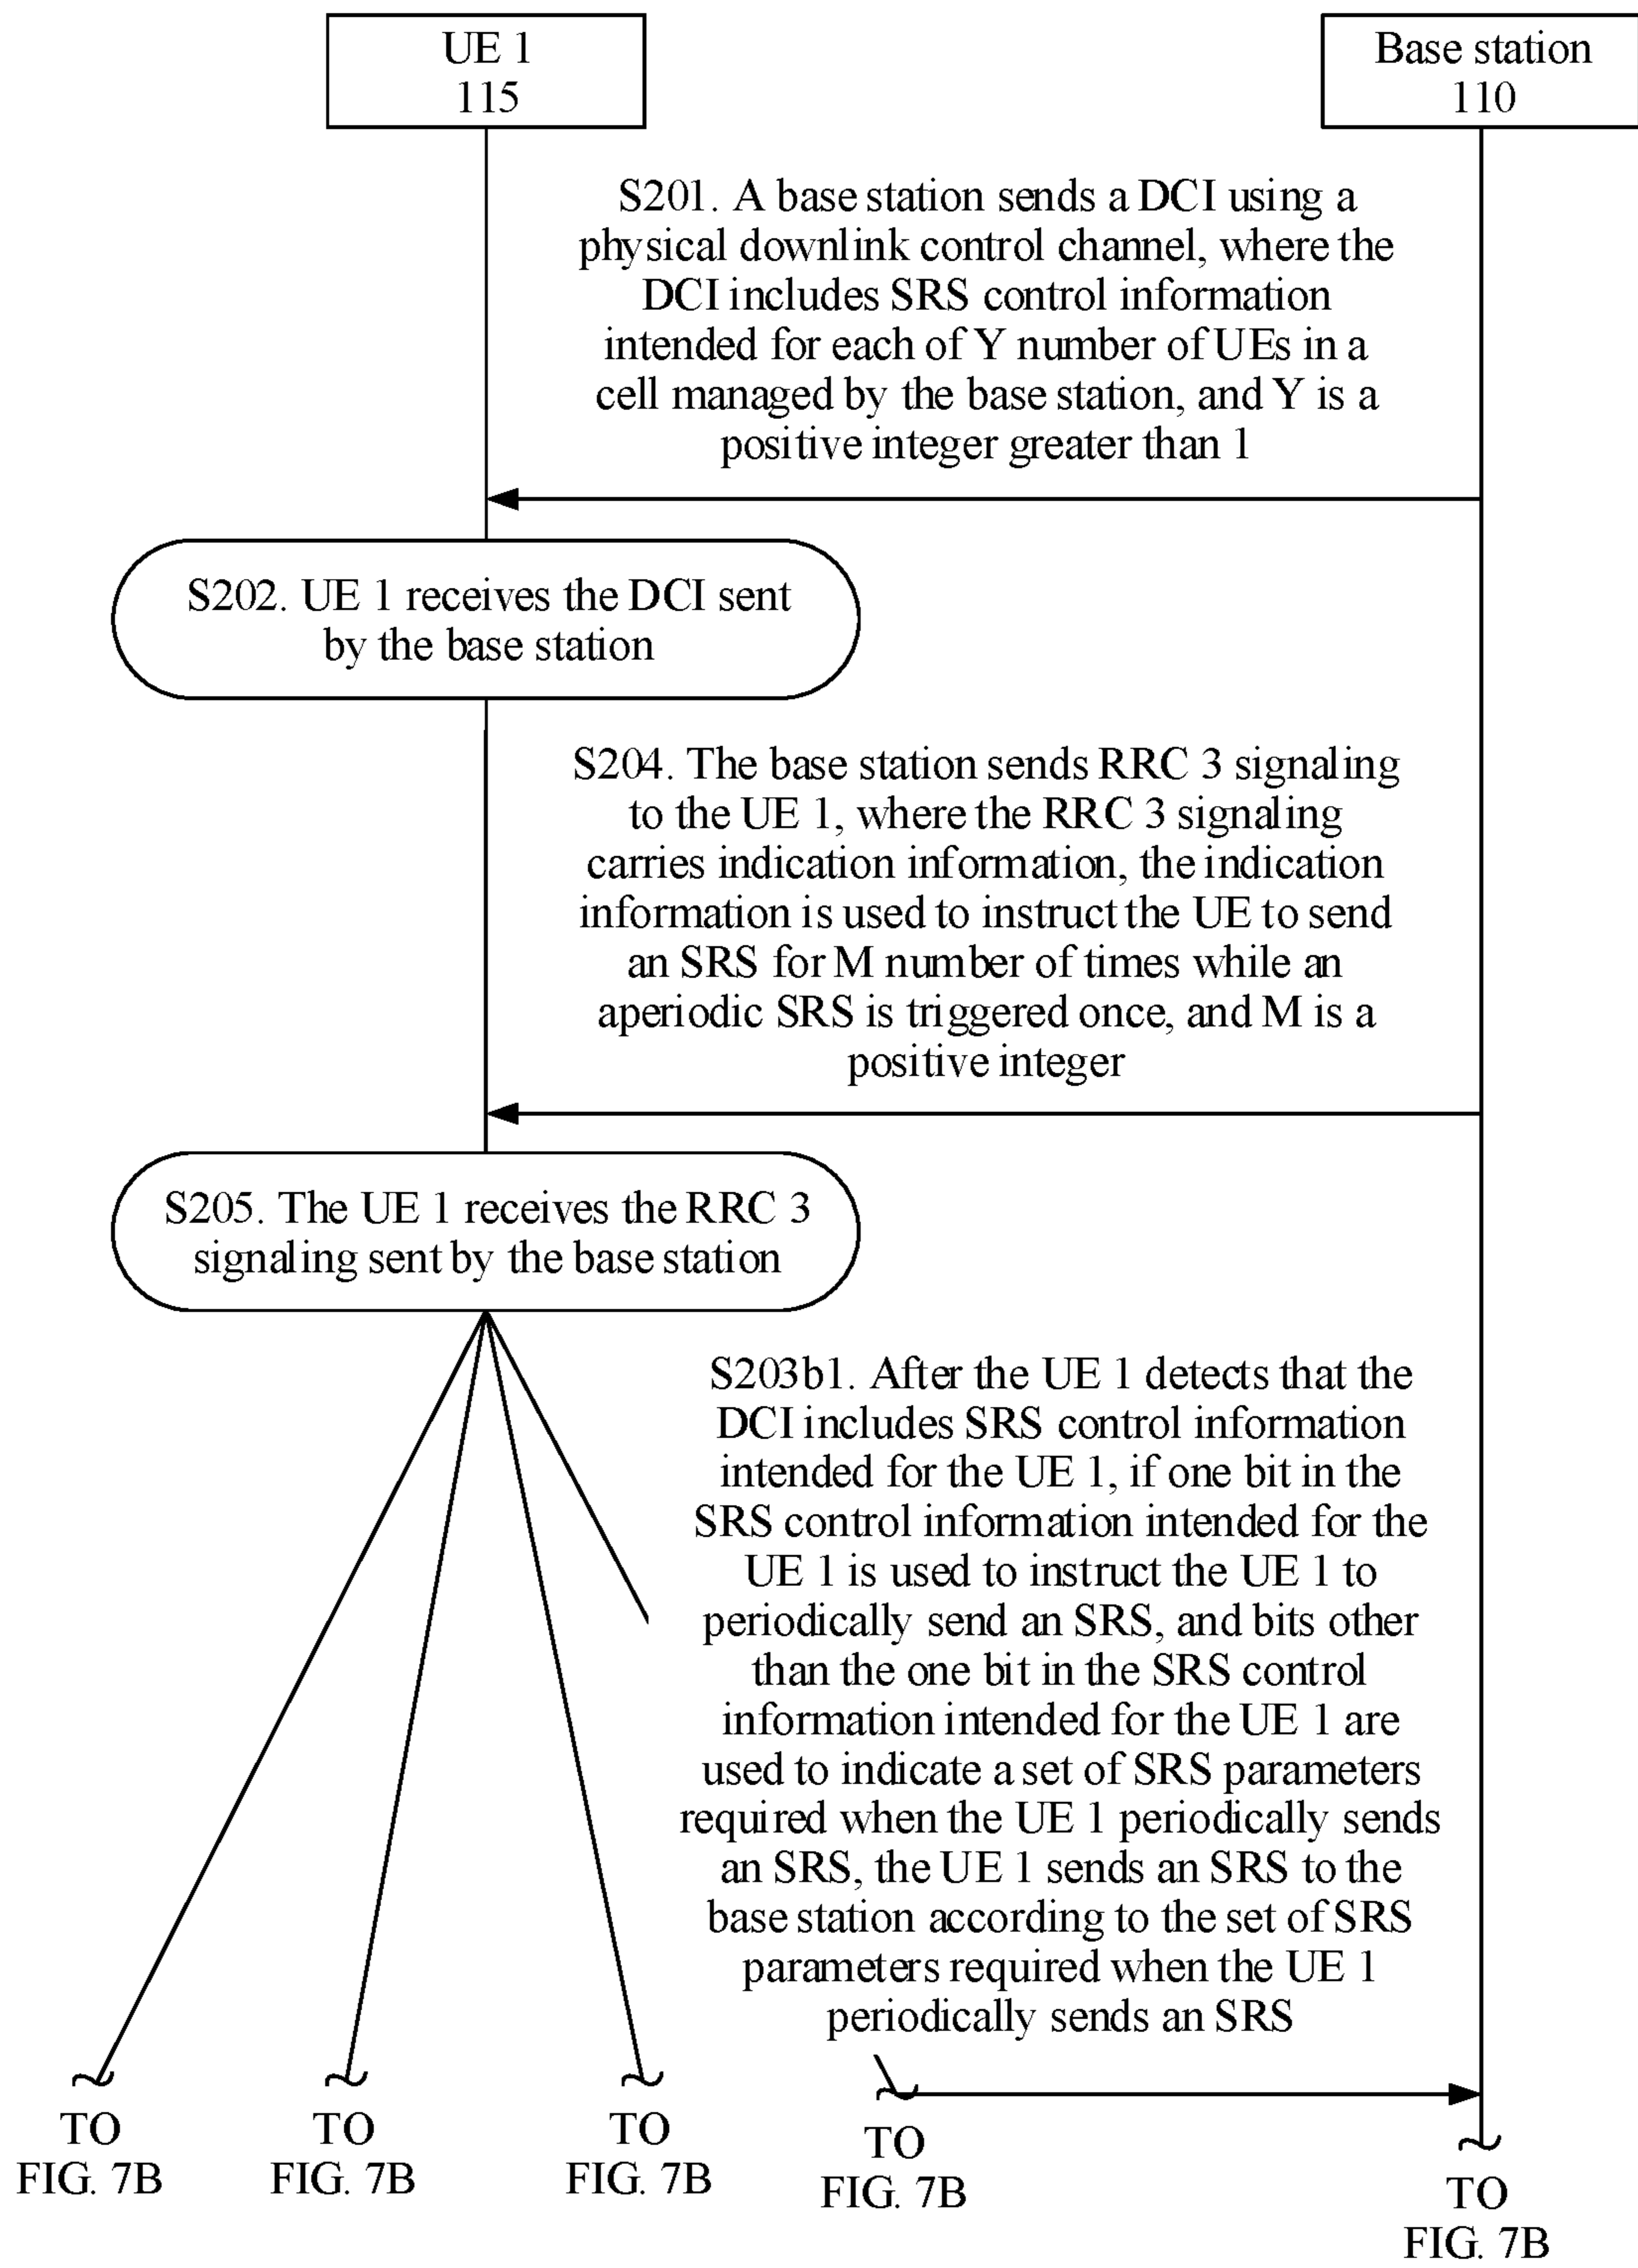 UE 1
115
Base station
110
S201. A base station sends a DCI using a
physical downlink control channel, where the
DCI includes SRS control information
intended for each of Y number of UEs in a
cell managed by the base station, and Y is a
positive integer greater than 1
S202. UE 1 receives the DCI sent
by the base station
S204. The base station sends RRC 3 signaling
to the UE 1, where the RRC 3 signaling
carries indication information, the indication
information is used to instruct the UE to send
an SRS for M number of times while an
aperiodic SRS is triggered once, and M is a
positive integer
S205. The UE 1 receives the RRC 3
signaling sent by the base station
S203b1. After the UE 1 detects that the
DCI includes SRS control information
intended for the UE 1, if one bit in the
SRS control information intended for the
UE 1 is used to instruct the UE 1 to
periodically send an SRS, and bits other
than the one bit in the SRS control
information intended for the UE 1 are
used to indicate a set of SRS parameters
required when the UE 1 periodically sends
an SRS, the UE 1 sends an SRS to the
base station according to the set of SRS
parameters required when the UE 1
periodically sends an SRS
TO
FIG. 7B
TO
FIG. 7B
TO
FIG. 7B
TO
FIG. 7B
TO
FIG. 7B